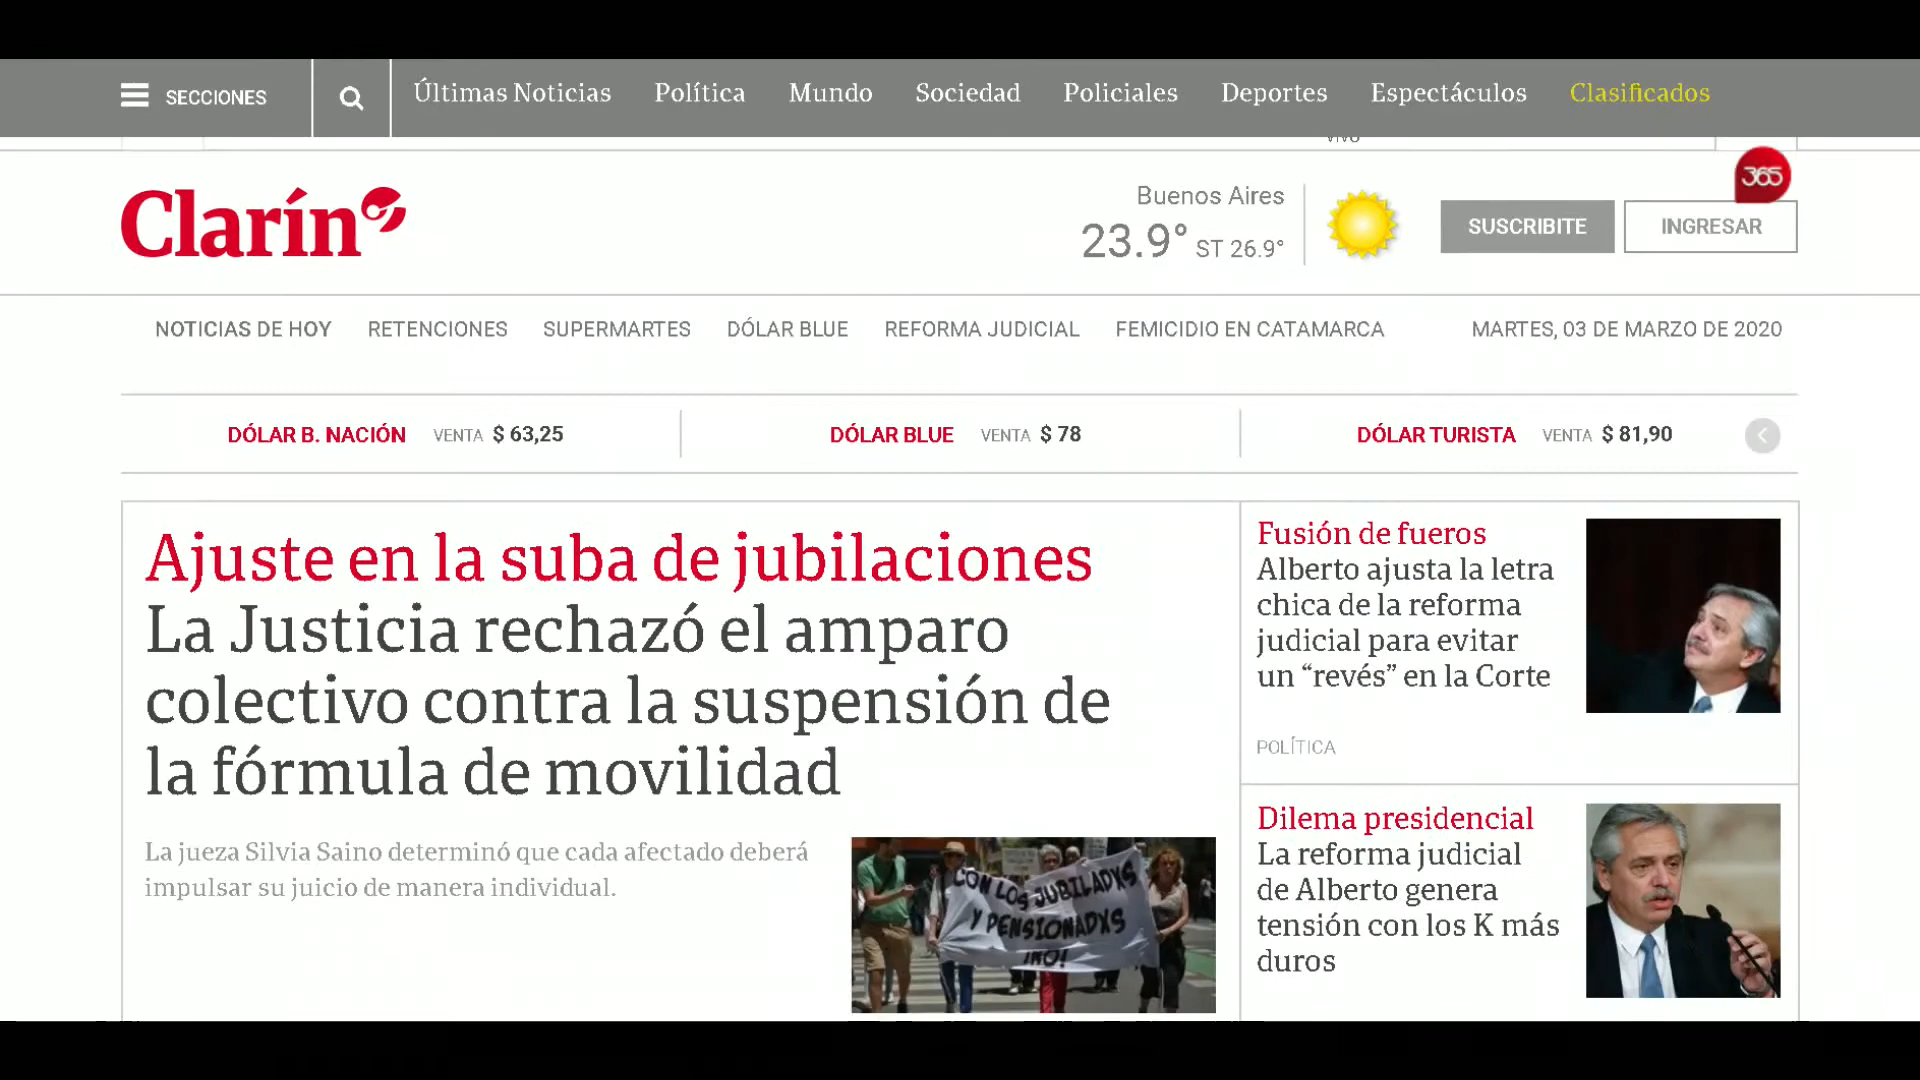 SECCIONES
Últimas Noticias Política Mundo Sociedad Policiales Deportes Espectáculos Clasificados
365
Clarín
Buenos Aires
23.9° ST 26.9°
SUSCRIBITE
INGRESAR
NOTICIAS DE HOY RETENCIONES SUPERMARTES DÓLAR BLUE REFORMA JUDICIAL FEMICIDIO EN CATAMARCA MARTES, 03 DE MARZO DE 2020
DÓLAR B. NACIÓN VENTA $ 63,25
DÓLAR BLUE VENTA $ 78
DÓLAR TURISTA VENTA $ 81,90
Ajuste en la suba de jubilaciones
La Justicia rechazó el amparo
colectivo contra la suspensión de
la fórmula de movilidad
La jueza Silvia Saino determinó que cada afectado deberá
impulsar su juicio de manera individual.
CON LOS JUBILADXS
Y PENSIONADXS
¡NO!
Fusión de fueros
Alberto ajusta la letra
chica de la reforma
judicial para evitar
un “revés” en la Corte
POLÍTICA
Dilema presidencial
La reforma judicial
de Alberto genera
tensión con los K más
duros